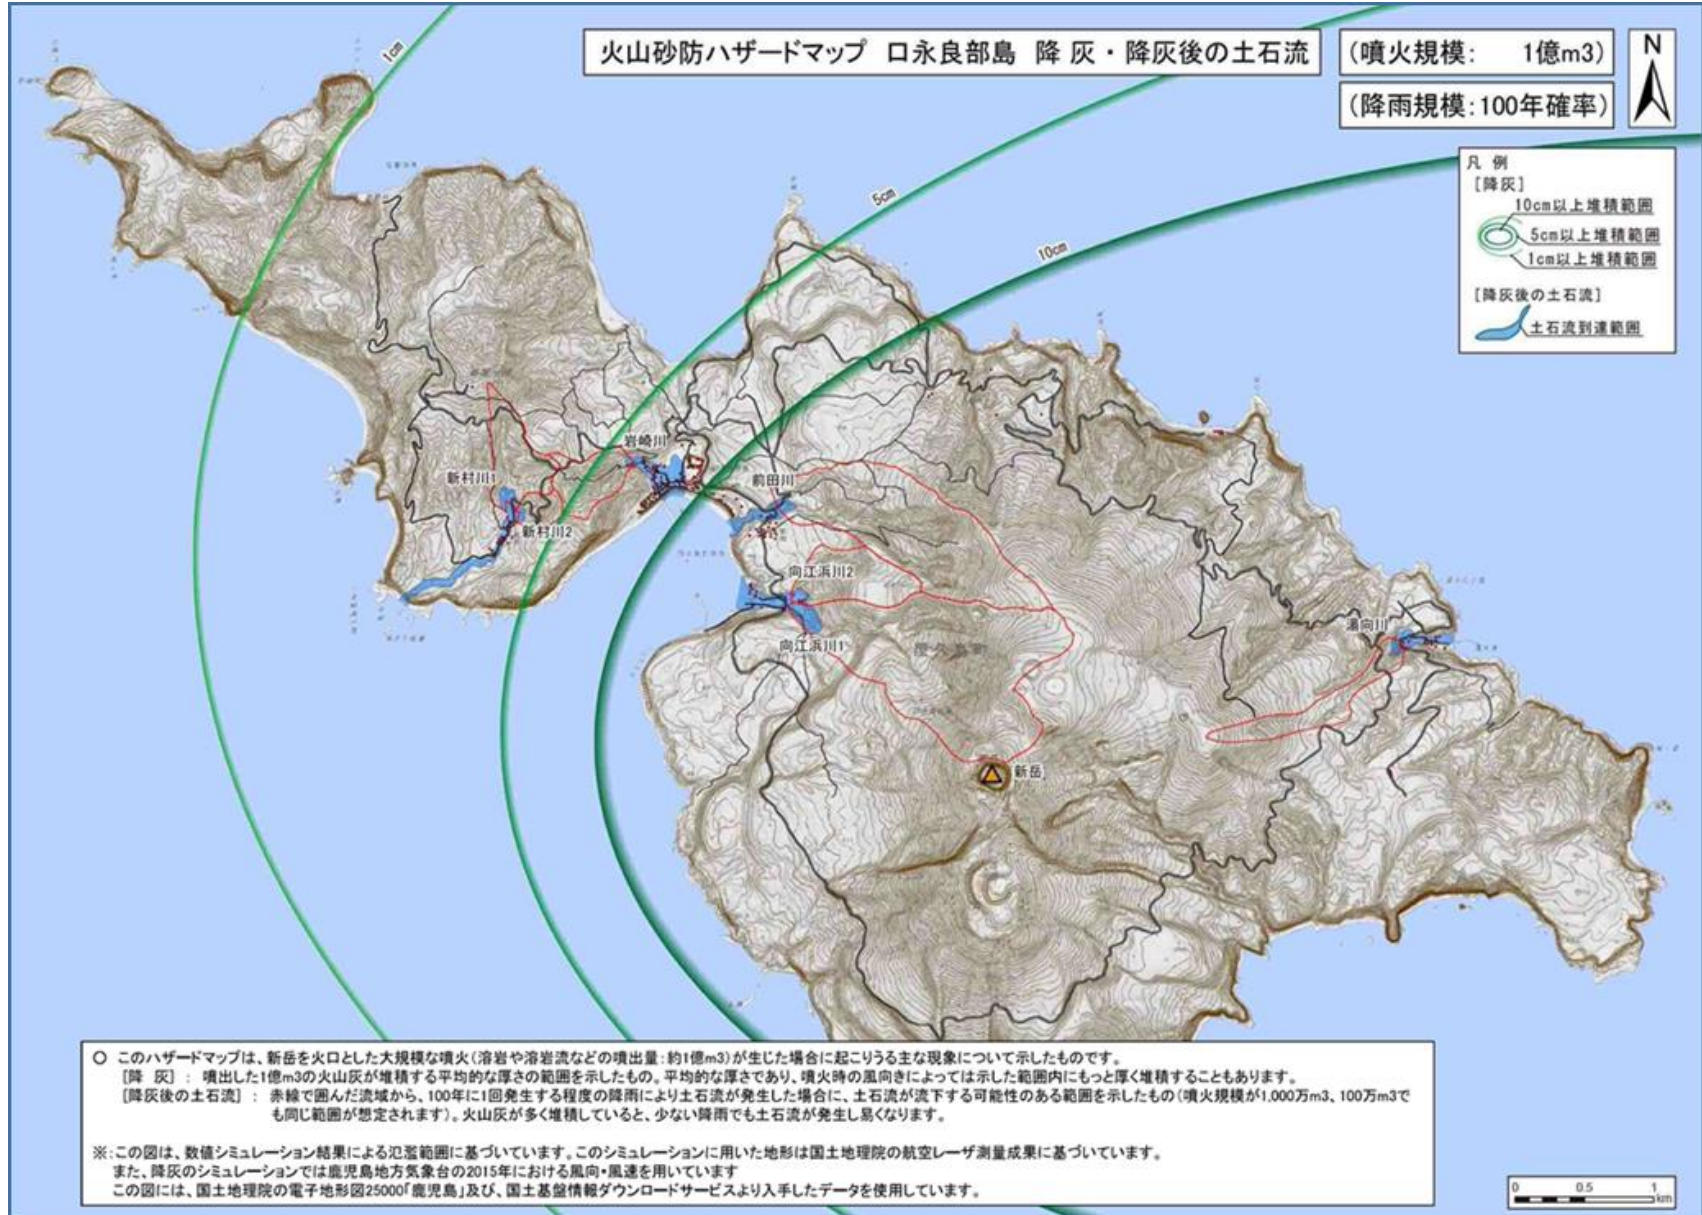 火山砂防ハザードマップ 口永良部島 降 灰・降灰後の土石流
(噴火規模: 1億m3)
(降雨規模:100年確率)
N
凡 例
[降灰]
10cm以上堆積範囲
5cm以上堆積範囲
1cm以上堆積範囲
[降灰後の土石流]
土石流到達範囲
1cm
5cm
10cm
岩崎川
新村川1
前田川
新村川2
向江浜川2
湯向川
向江浜川1
屋久島町
新岳
○ このハザードマップは、新岳を火口とした大規模な噴火(溶岩や溶岩流などの噴出量:約1億m3)が生じた場合に起こりうる主な現象について示したものです。
[降 灰] : 噴出した1億m3の火山灰が堆積する平均的な厚さの範囲を示したもの。平均的な厚さであり、噴火時の風向きによっては示した範囲内にもっと厚く堆積することもあります。
[降灰後の土石流] : 赤線で囲んだ流域から、100年に1回発生する程度の降雨により土石流が発生した場合に、土石流が流下する可能性のある範囲を示したもの(噴火規模が1,000万m3、100万m3で
も同じ範囲が想定されます)。火山灰が多く堆積していると、少ない降雨でも土石流が発生し易くなります。
※:この図は、数値シミュレーション結果による氾濫範囲に基づいています。このシミュレーションに用いた地形は国土地理院の航空レーザ測量成果に基づいています。
また、降灰のシミュレーションでは鹿児島地方気象台の2015年における風向・風速を用いています
この図には、国土地理院の電子地形図25000「鹿児島」及び、国土基盤情報ダウンロードサービスより入手したデータを使用しています。
0 0.5 1
km